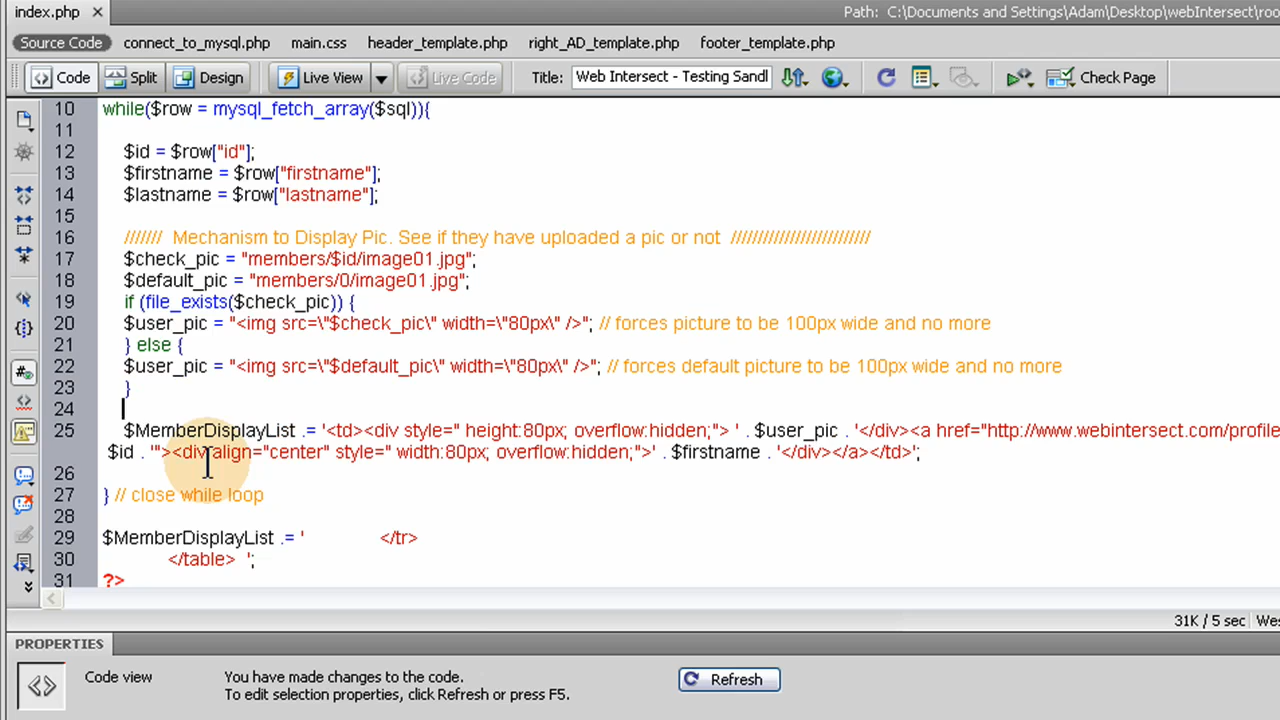 index.php ×
Path: C:\Documents and Settings\Adam\Desktop\webIntersect\roo
Source Code connect_to_mysql.php main.css header_template.php right_AD_template.php footer_template.php
Code Split Design Live View Live Code Title: Web Intersect - Testing Sandl Check Page
10 while($row = mysql_fetch_array($sql)){
11
12 $id = $row["id"];
13 $firstname = $row["firstname"];
14 $lastname = $row["lastname"];
15
16 /////// Mechanism to Display Pic. See if they have uploaded a pic or not //////////////////////////
17 $check_pic = "members/$id/image01.jpg";
18 $default_pic = "members/0/image01.jpg";
19 if (file_exists($check_pic)) {
20 $user_pic = "<img src=\"$check_pic\" width=\"80px\" />"; // forces picture to be 100px wide and no more
21 } else {
22 $user_pic = "<img src=\"$default_pic\" width=\"80px\" />"; // forces default picture to be 100px wide and no more
23 }
24
25 $MemberDisplayList .= '<td><div style=" height:80px; overflow:hidden;"> ' . $user_pic . '</div><a href="http://www.webintersect.com/profile
$id . '"><div align="center" style=" width:80px; overflow:hidden;">' . $firstname . '</div></a></td>';
26
27 } // close while loop
28
29 $MemberDisplayList .= ' </tr>
30 </table> ';
31 ?>
31K / 5 sec Wes
PROPERTIES
Code view You have made changes to the code. Refresh
To edit selection properties, click Refresh or press F5.